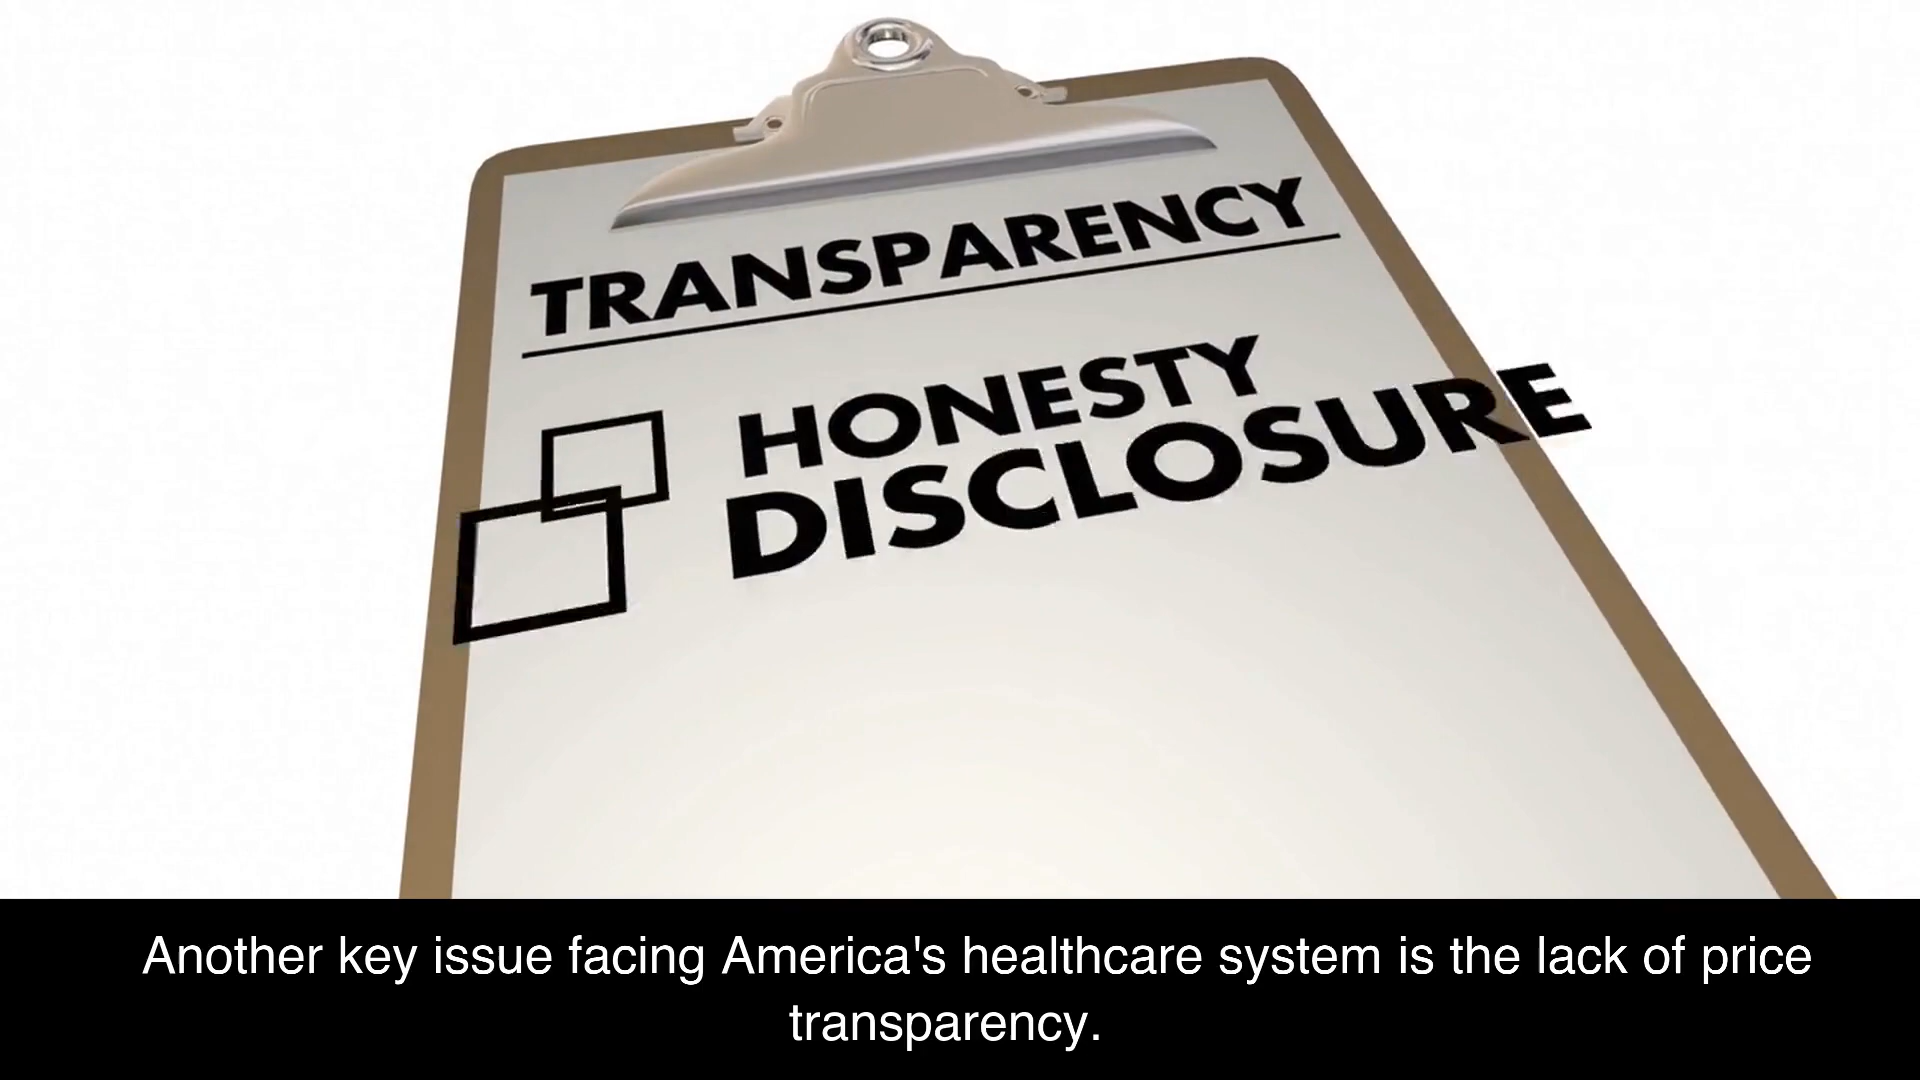 TRANSPARENCY
HONESTY
DISCLOSURE
Another key issue facing America's healthcare system is the lack of price
transparency.